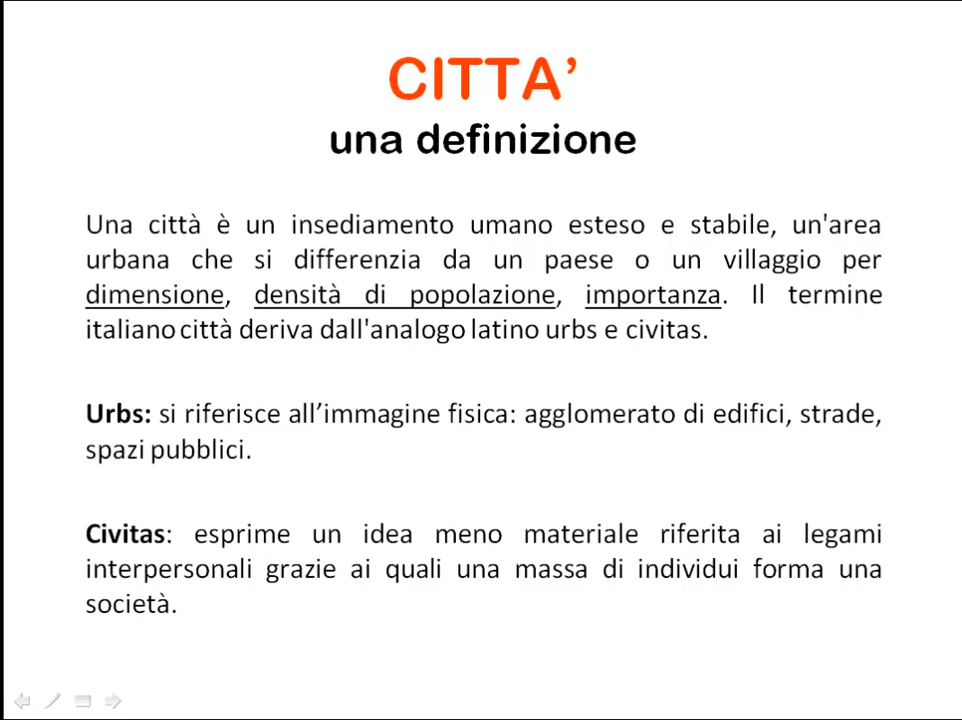 CITTA’
una definizione
Una città è un insediamento umano esteso e stabile, un'area
urbana che si differenzia da un paese o un villaggio per
dimensione, densità di popolazione, importanza. Il termine
italiano città deriva dall'analogo latino urbs e civitas.
Urbs: si riferisce all’immagine fisica: agglomerato di edifici, strade,
spazi pubblici.
Civitas: esprime un idea meno materiale riferita ai legami
interpersonali grazie ai quali una massa di individui forma una
società.